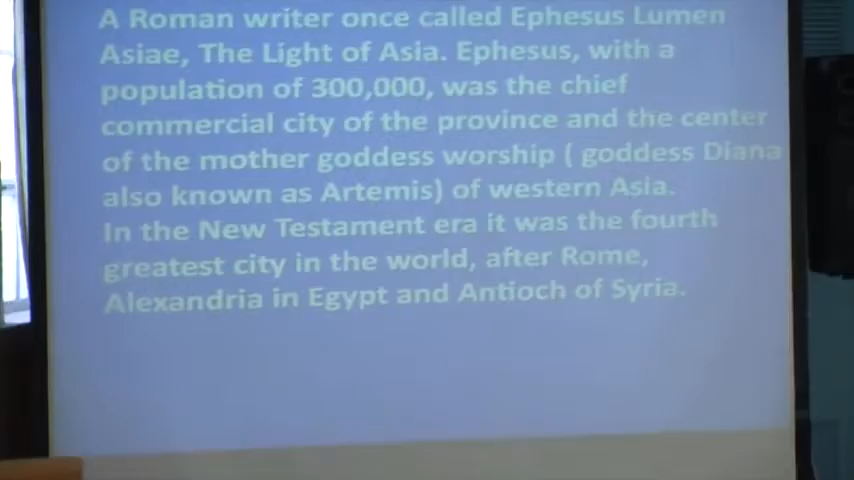 A Roman writer once called Ephesus Lumen
Asiae, The Light of Asia. Ephesus, with a
population of 300,000, was the chief
commercial city of the province and the center
of the mother goddess worship ( goddess Diana
also known as Artemis) of western Asia.
In the New Testament era it was the fourth
greatest city in the world, after Rome,
Alexandria in Egypt and Antioch of Syria.